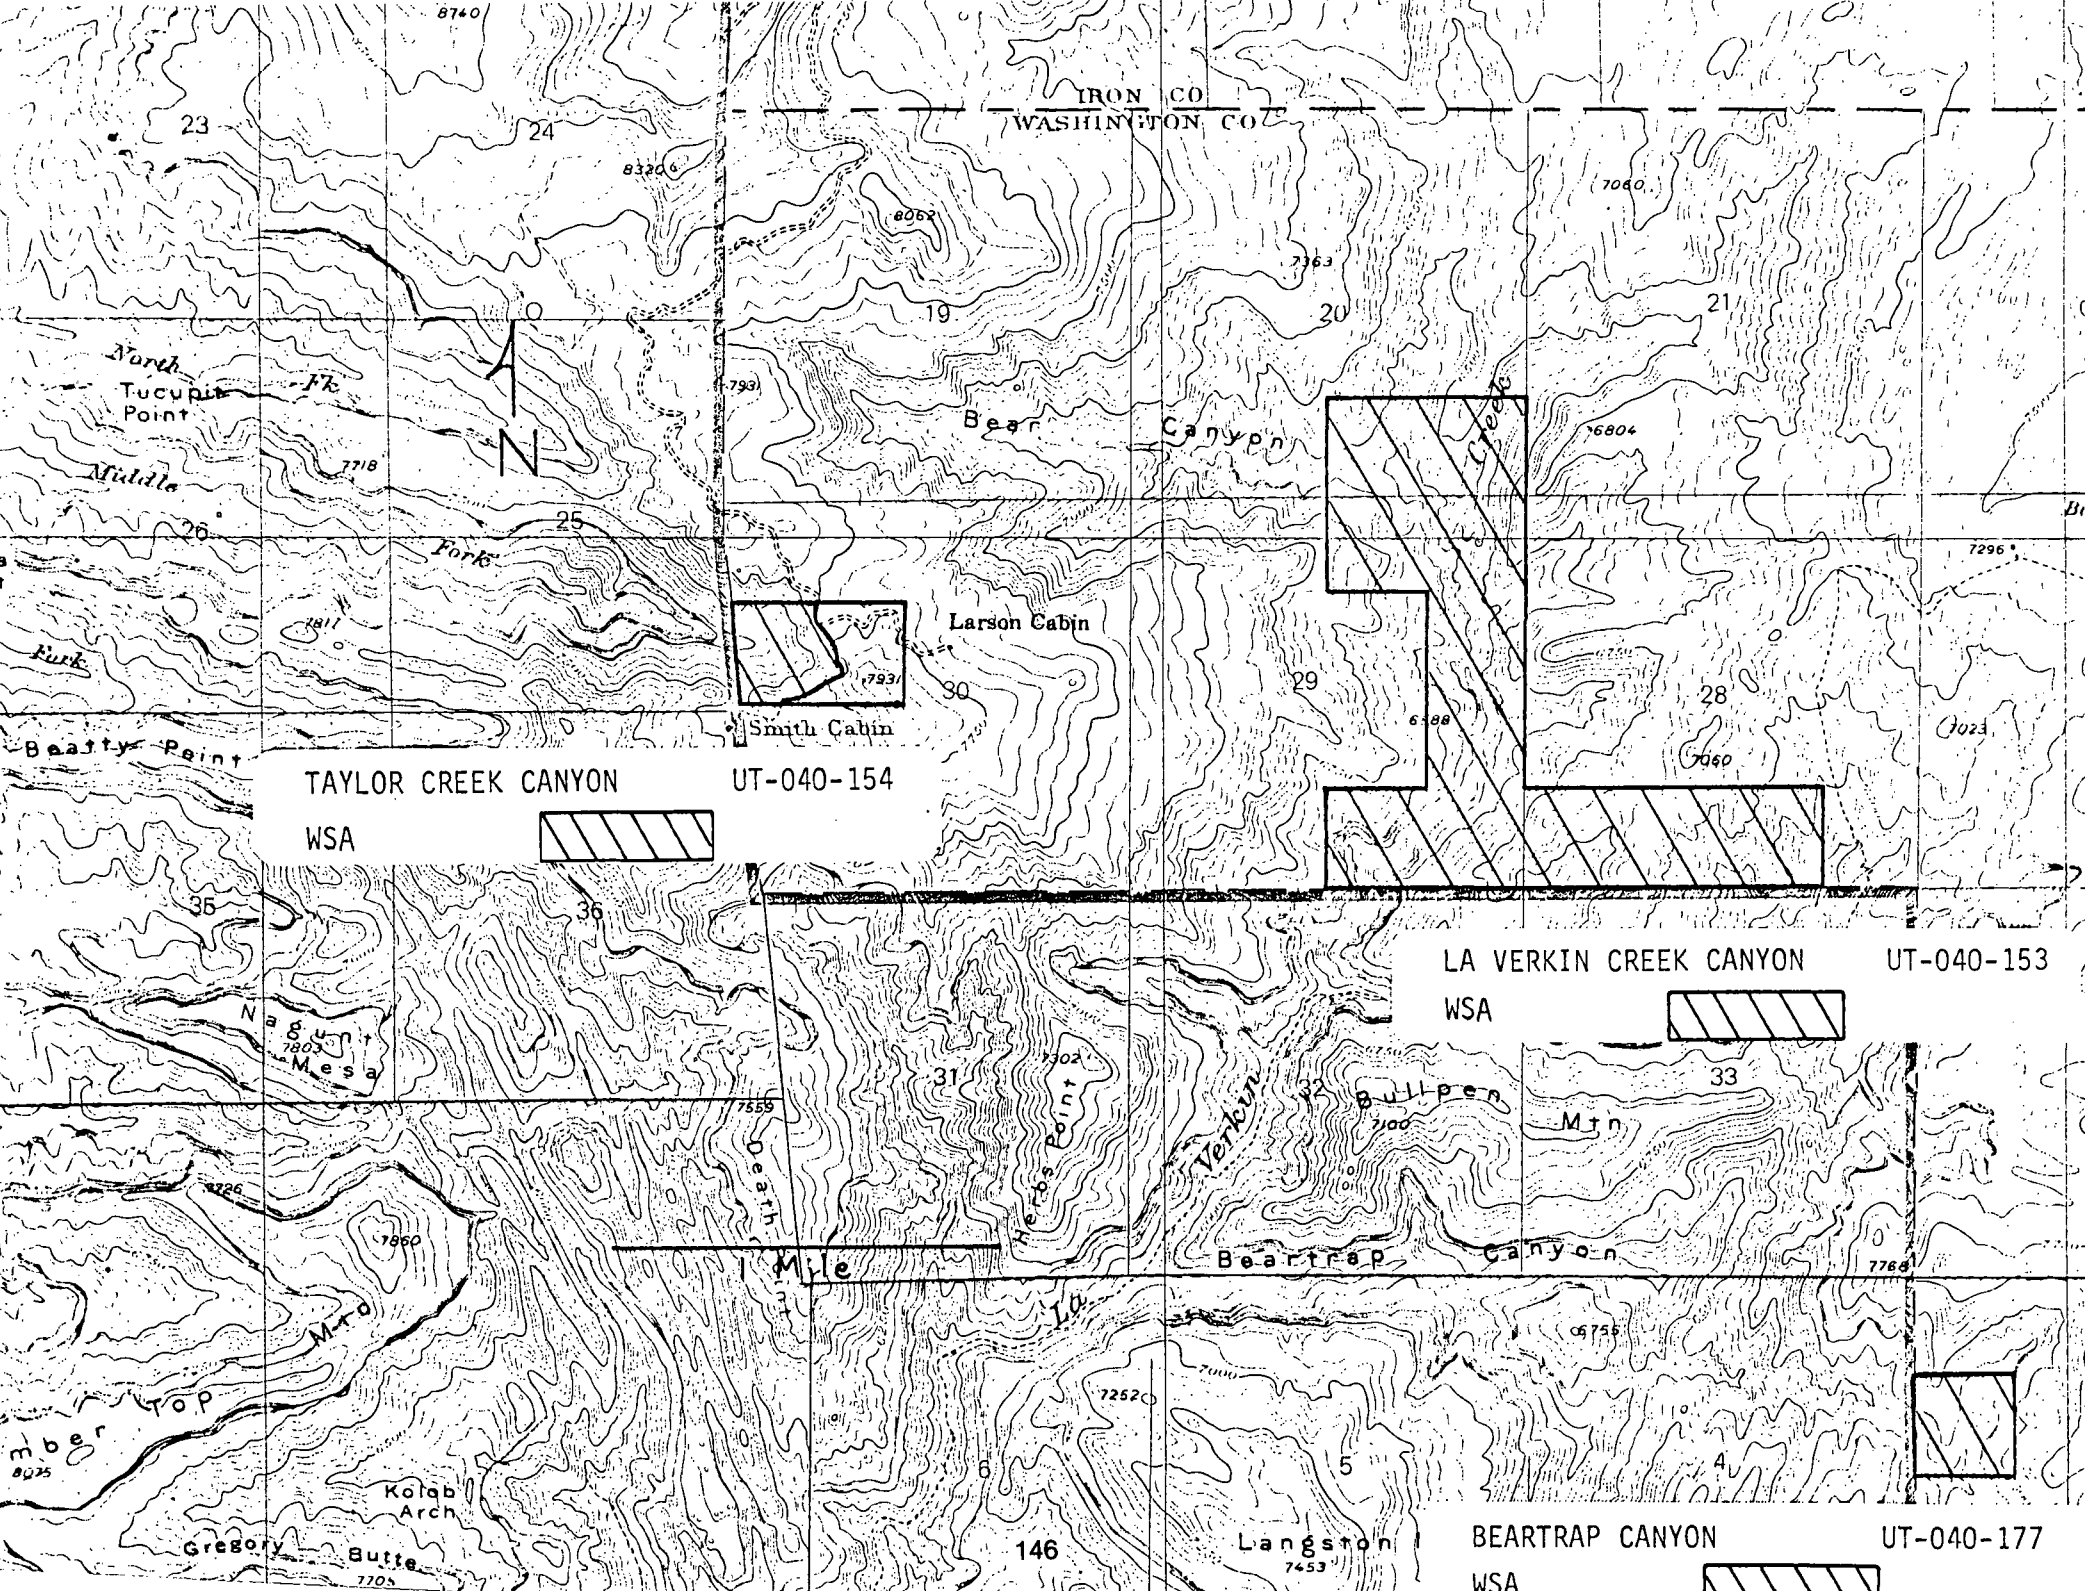 8740
IRON CO
WASHINGTON CO
23
24
8320
8062
7080
7363
19
20
21
North
Fk
Tucupit
Point
7931
Bear Canyon
Creek
6804
N
7718
Middle
26
25
Fork
7296
7811
Fork
Larson Cabin
7931
30
29
28
6588
7023
Smith Cabin
7060
Beatty Point
TAYLOR CREEK CANYON UT-040-154
WSA
35
36
LA VERKIN CREEK CANYON UT-040-153
WSA
Nagunt
7803
Mesa
7302
31
32
33
Bullpen
7100
Mtn
7559
Death
Pnt
Herbs Point
La Verkin
7726
7860
1 Mile
Beartrap Canyon
7768
Mtn
6755
7000
7252
Top
mber
8025
6
5
4
Kolob
Arch
Gregory Butte
7705
146
Langston
7453
BEARTRAP CANYON UT-040-177
WSA